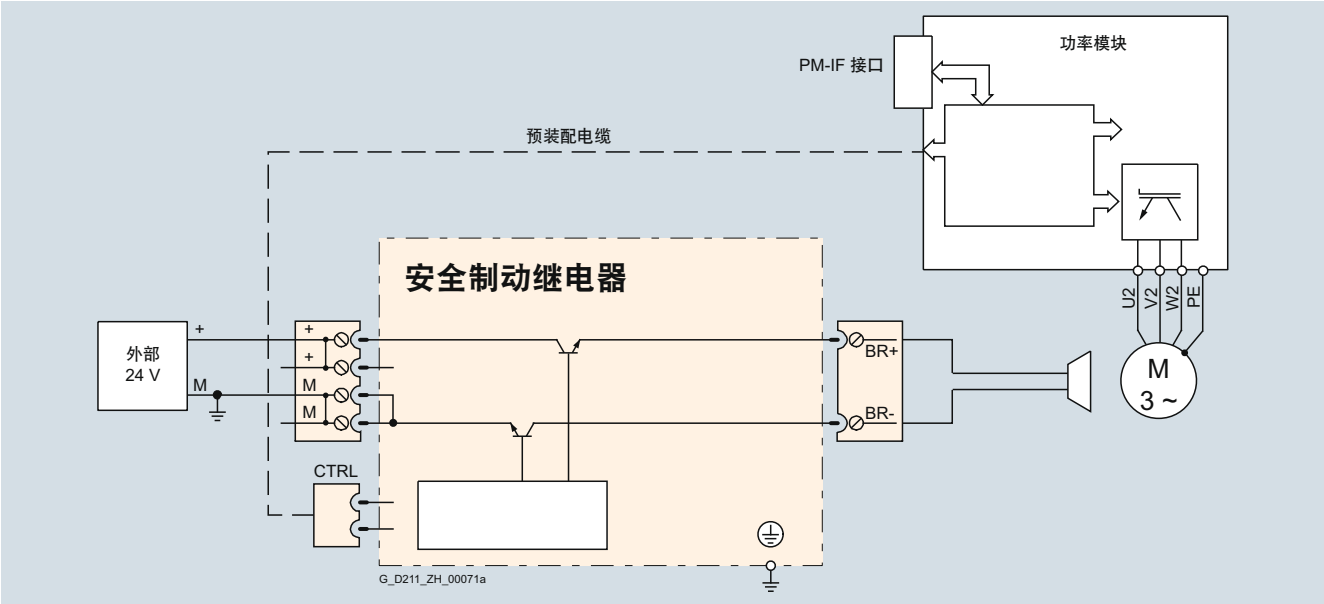 功率模块
PM-IF 接口
预装配电缆
安全制动继电器
U2
V2
W2
PE
外部
24 V
+
M
+
+
M
M
BR+
BR-
M
3 ~
CTRL
G_D211_ZH_00071a